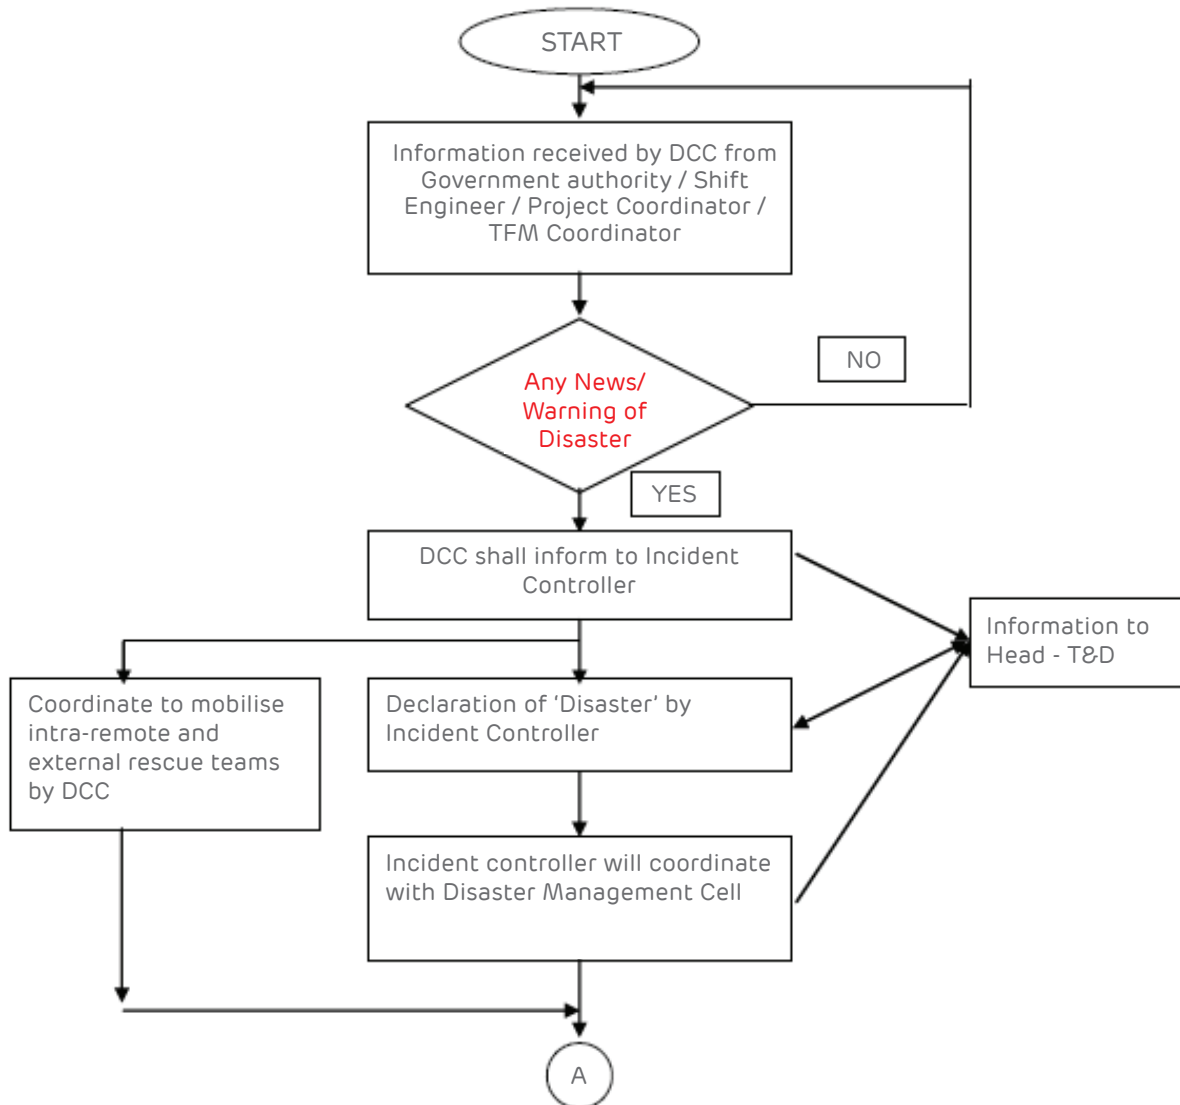 START
Information received by DCC from
Government authority / Shift
Engineer / Project Coordinator /
TFM Coordinator
Any News/
Warning of
Disaster
NO
YES
DCC shall inform to Incident
Controller
Information to
Head - T&D
Coordinate to mobilise
intra-remote and
external rescue teams
by DCC
Declaration of ‘Disaster’ by
Incident Controller
Incident controller will coordinate
with Disaster Management Cell
A